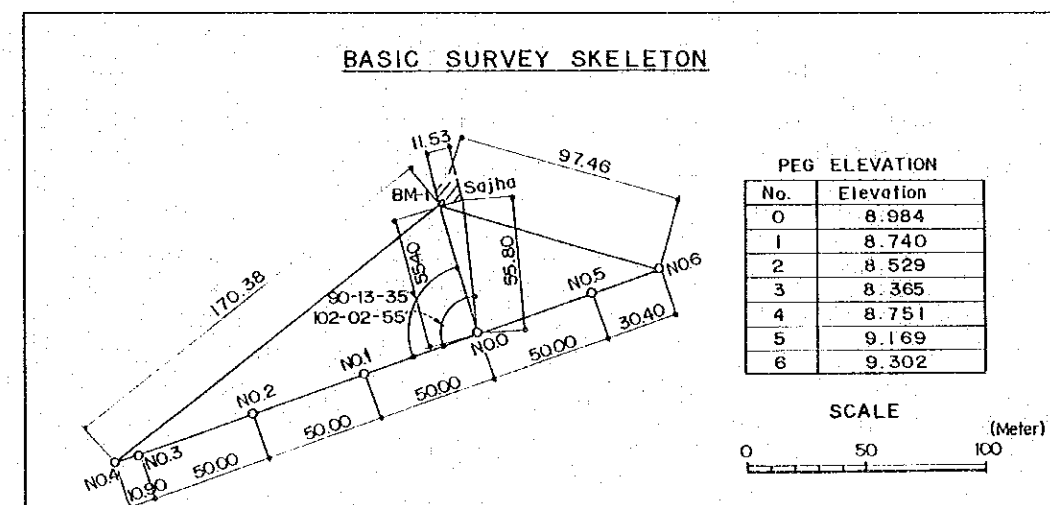 BASIC SURVEY SKELETON
11.53
97.46
BM-1
Sajha
170.38
55.40
55.80
90-13-35
102-02-55
NO.0
NO.1
NO.2
NO.3
NO.4
NO.5
NO.6
10.90
50.00
50.00
50.00
50.00
30.40
PEG ELEVATION
No. Elevation
0 8.984
1 8.740
2 8.529
3 8.365
4 8.751
5 9.169
6 9.302
SCALE
(Meter)
0 50 100